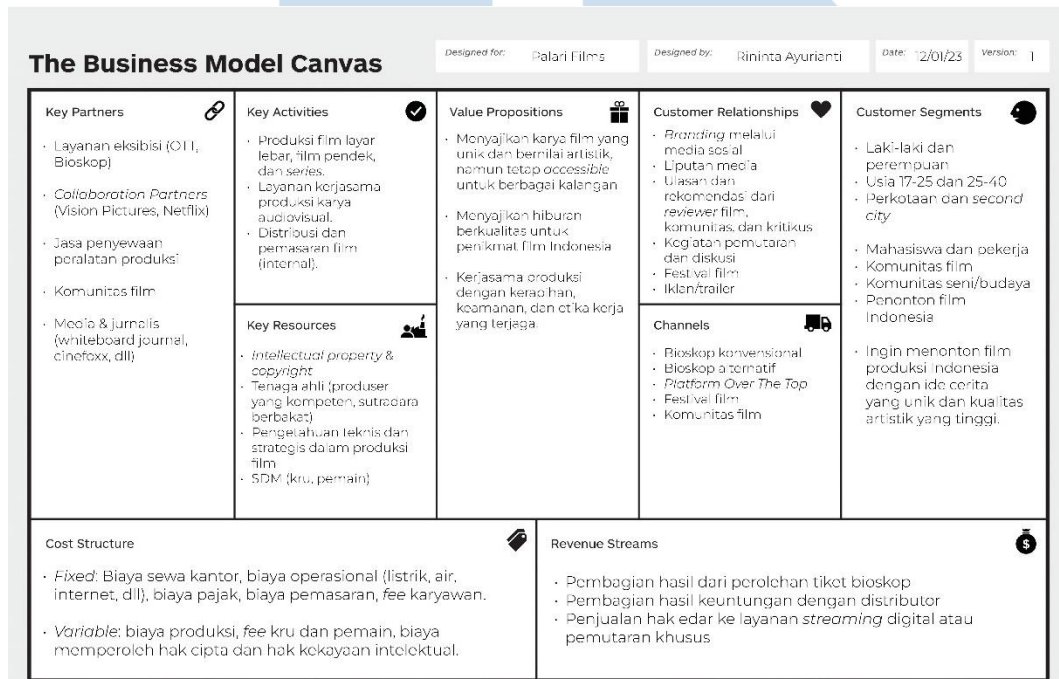 The Business Model Canvas
Designed for:
Palari Films
Designed by:
Rininta Ayurianti
Date:
12/01/23
Version:
1
Key Partners
· Layanan eksibisi (OTT,
Bioskop)
· Collaboration Partners
(Vision Pictures, Netflix)
· Jasa penyewaan
peralatan produksi
· Komunitas film
· Media & jurnalis
(whiteboard journal,
cinefoxx, dll)
Key Activities
· Produksi film layar
lebar, film pendek,
dan series.
· Layanan kerjasama
produksi karya
audiovisual.
· Distribusi dan
pemasaran film
(internal).
Key Resources
· Intellectual property &
copyright
· Tenaga ahli (produser
yang kompeten, sutradara
berbakat)
· Pengetahuan teknis dan
strategis dalam produksi
film
· SDM (kru, pemain)
Value Propositions
· Menyajikan karya film yang
unik dan bernilai artistik,
namun tetap accessible
untuk berbagai kalangan
· Menyajikan hiburan
berkualitas untuk
penikmat film Indonesia
· Kerjasama produksi
dengan kerapihan,
keamanan, dan etika kerja
yang terjaga.
Customer Relationships
· Branding melalui
media sosial
· Liputan media
· Ulasan dan
rekomendasi dari
reviewer film,
komunitas, dan kritikus
· Kegiatan pemutaran
dan diskusi
· Festival film
· Iklan/trailer
Channels
· Bioskop konvensional
· Bioskop alternatif
· Platform Over The Top
· Festival film
· Komunitas film
Customer Segments
· Laki-laki dan
perempuan
· Usia 17-25 dan 25-40
· Perkotaan dan second
city
· Mahasiswa dan pekerja
· Komunitas film
· Komunitas seni/budaya
· Penonton film
Indonesia
· Ingin menonton film
produksi Indonesia
dengan ide cerita
yang unik dan kualitas
artistik yang tinggi.
Cost Structure
· Fixed: Biaya sewa kantor, biaya operasional (listrik, air,
internet, dll), biaya pajak, biaya pemasaran, fee karyawan.
· Variable: biaya produksi, fee kru dan pemain, biaya
memperoleh hak cipta dan hak kekayaan intelektual.
Revenue Streams
$
· Pembagian hasil dari perolehan tiket bioskop
· Pembagian hasil keuntungan dengan distributor
· Penjualan hak edar ke layanan streaming digital atau
pemutaran khusus